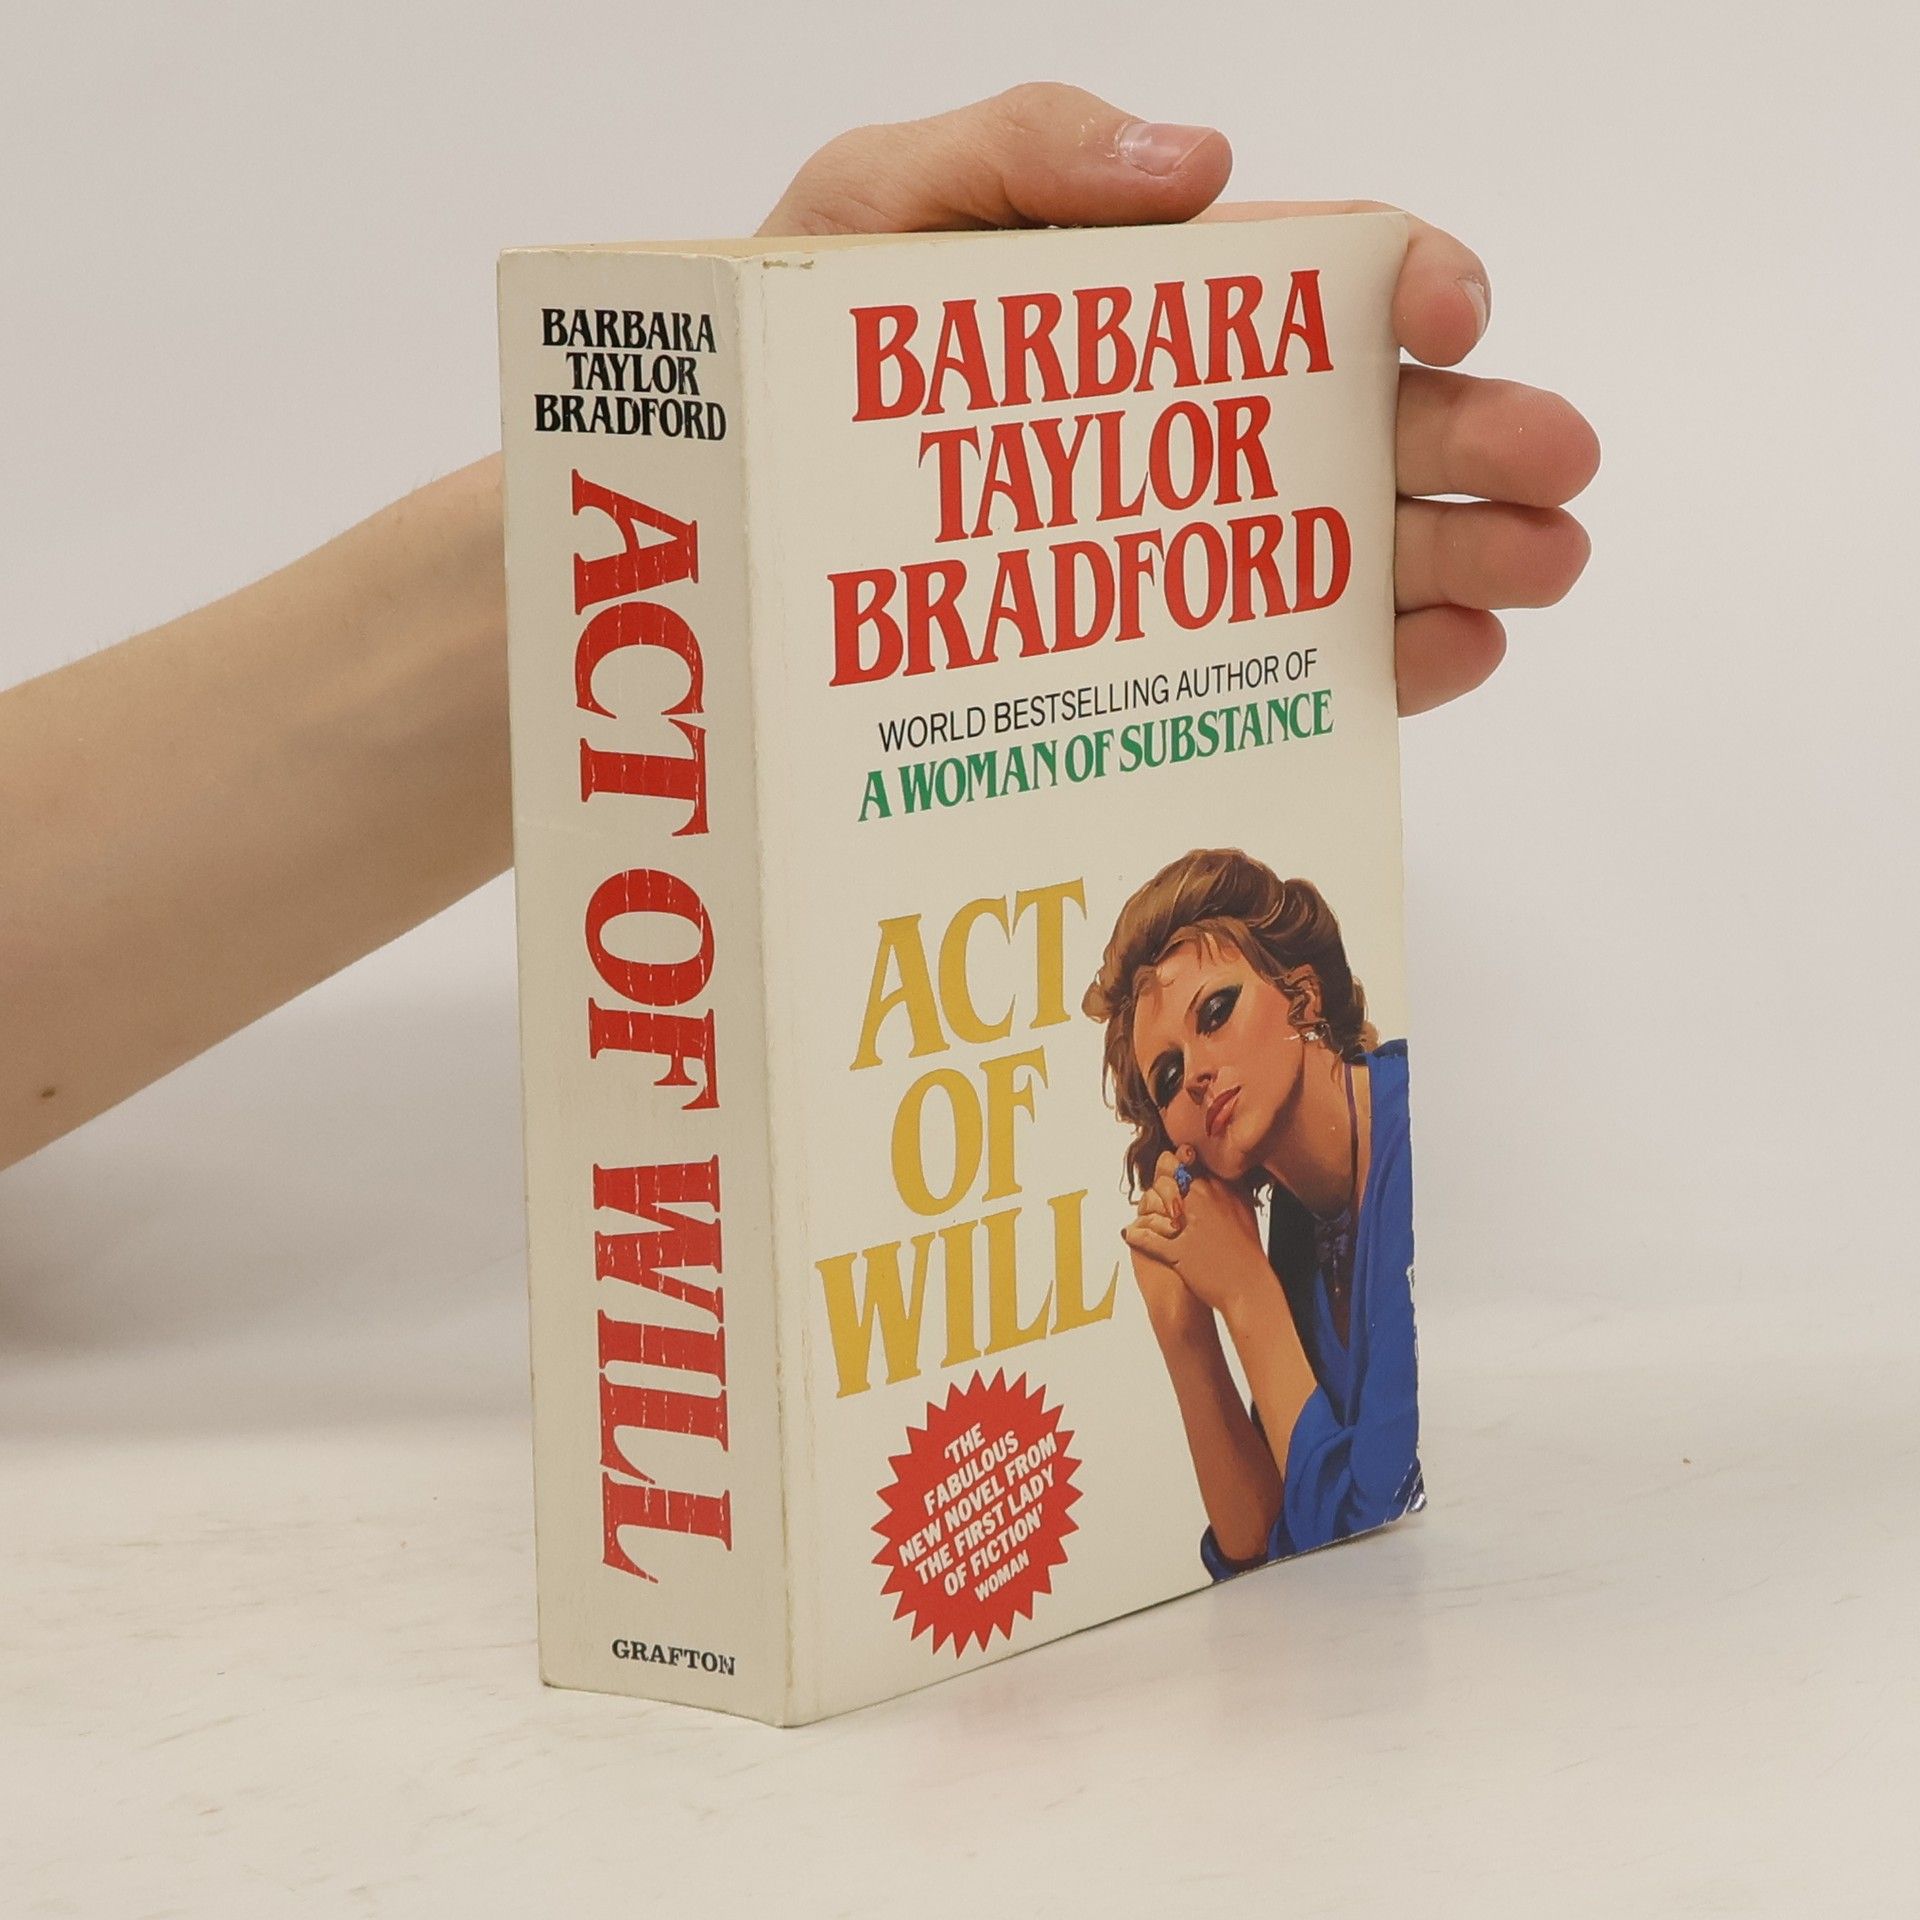 BARBARA
TAYLOR
BRADFORD
ACT OF WILL
GRAFTON
BARBARA
TAYLOR
BRADFORD
WORLD BESTSELLING AUTHOR OF
A WOMAN OF SUBSTANCE
ACT
OF
WILL
'THE
FABULOUS
NEW NOVEL FROM
THE FIRST LADY
OF FICTION'
WOMAN